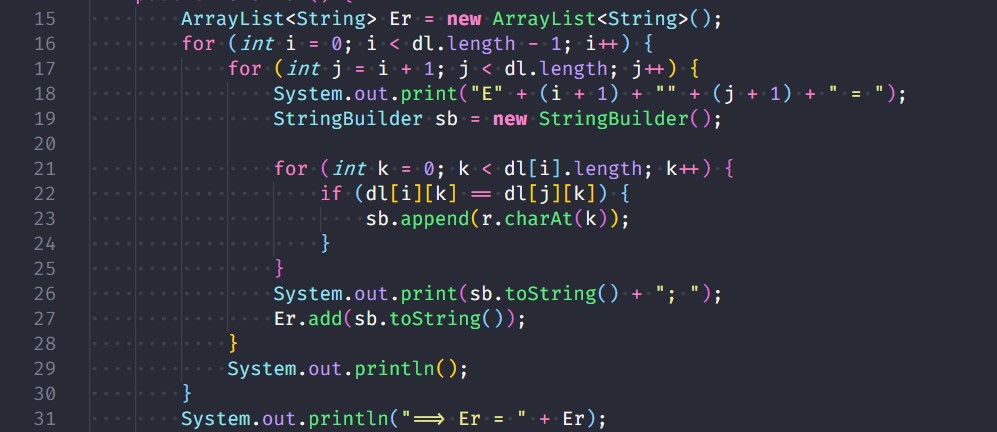 15 ArrayList<String> Er = new ArrayList<String>();
16 for (int i = 0; i < dl.length - 1; i++) {
17 for (int j = i + 1; j < dl.length; j++) {
18 System.out.print("E" + (i + 1) + "" + (j + 1) + " = ");
19 StringBuilder sb = new StringBuilder();
20
21 for (int k = 0; k < dl[i].length; k++) {
22 if (dl[i][k] == dl[j][k]) {
23 sb.append(r.charAt(k));
24 }
25 }
26 System.out.print(sb.toString() + "; ");
27 Er.add(sb.toString());
28 }
29 System.out.println();
30 }
31 System.out.println("==> Er = " + Er);